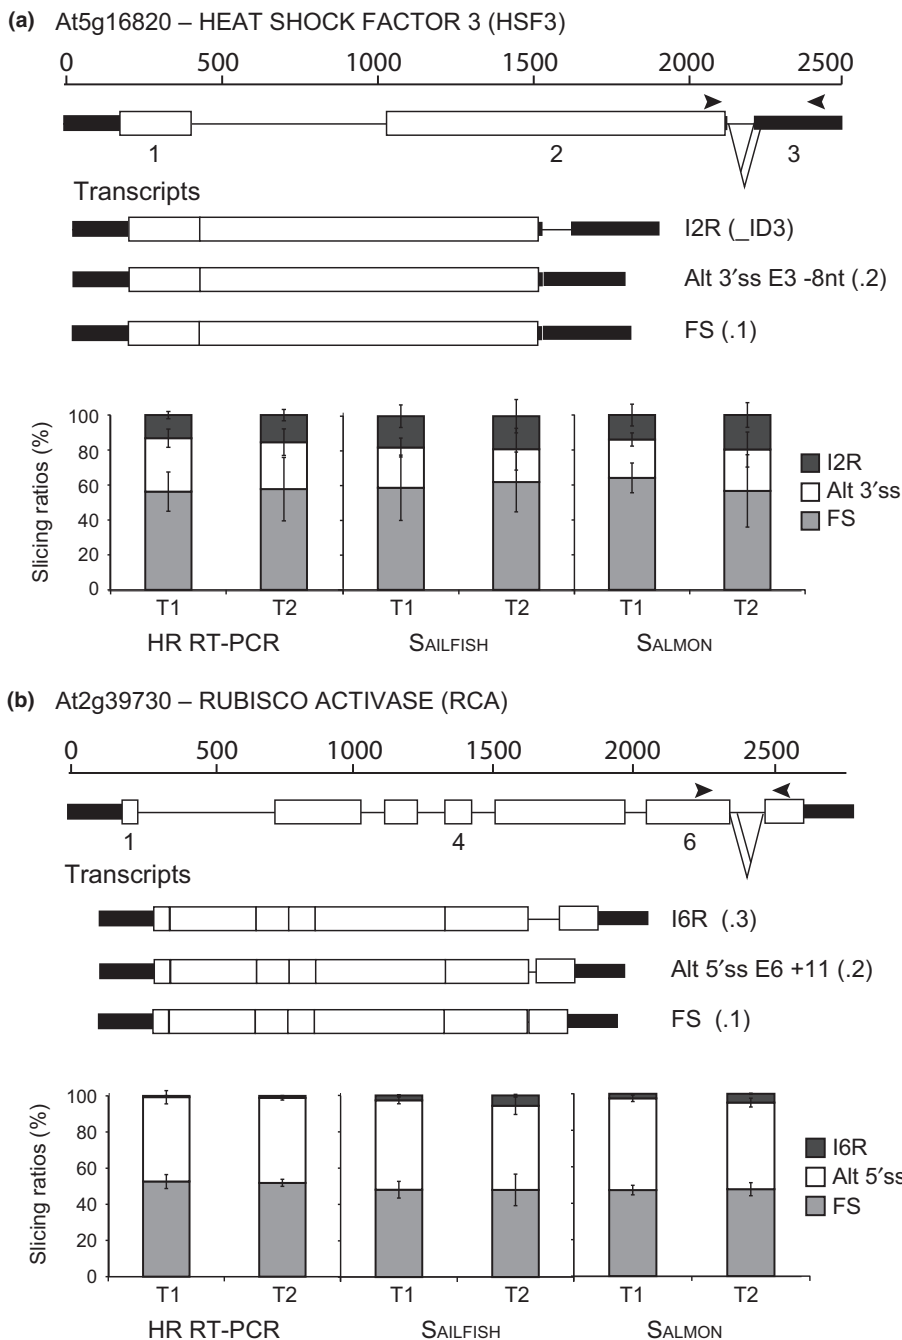 (a) At5g16820 – HEAT SHOCK FACTOR 3 (HSF3)
0 500 1000 1500 2000 2500
1 2 3
Transcripts
I2R (_ID3)
Alt 3′ss E3 -8nt (.2)
FS (.1)
Slicing ratios (%)
100
80
60
40
20
0
I2R
Alt 3′ss
FS
T1 T2 T1 T2 T1 T2
HR RT-PCR SAILFISH SALMON
(b) At2g39730 – RUBISCO ACTIVASE (RCA)
0 500 1000 1500 2000 2500
1 4 6
Transcripts
I6R (.3)
Alt 5′ss E6 +11 (.2)
FS (.1)
Slicing ratios (%)
100
80
60
40
20
0
I6R
Alt 5′ss
FS
T1 T2 T1 T2 T1 T2
HR RT-PCR SAILFISH SALMON